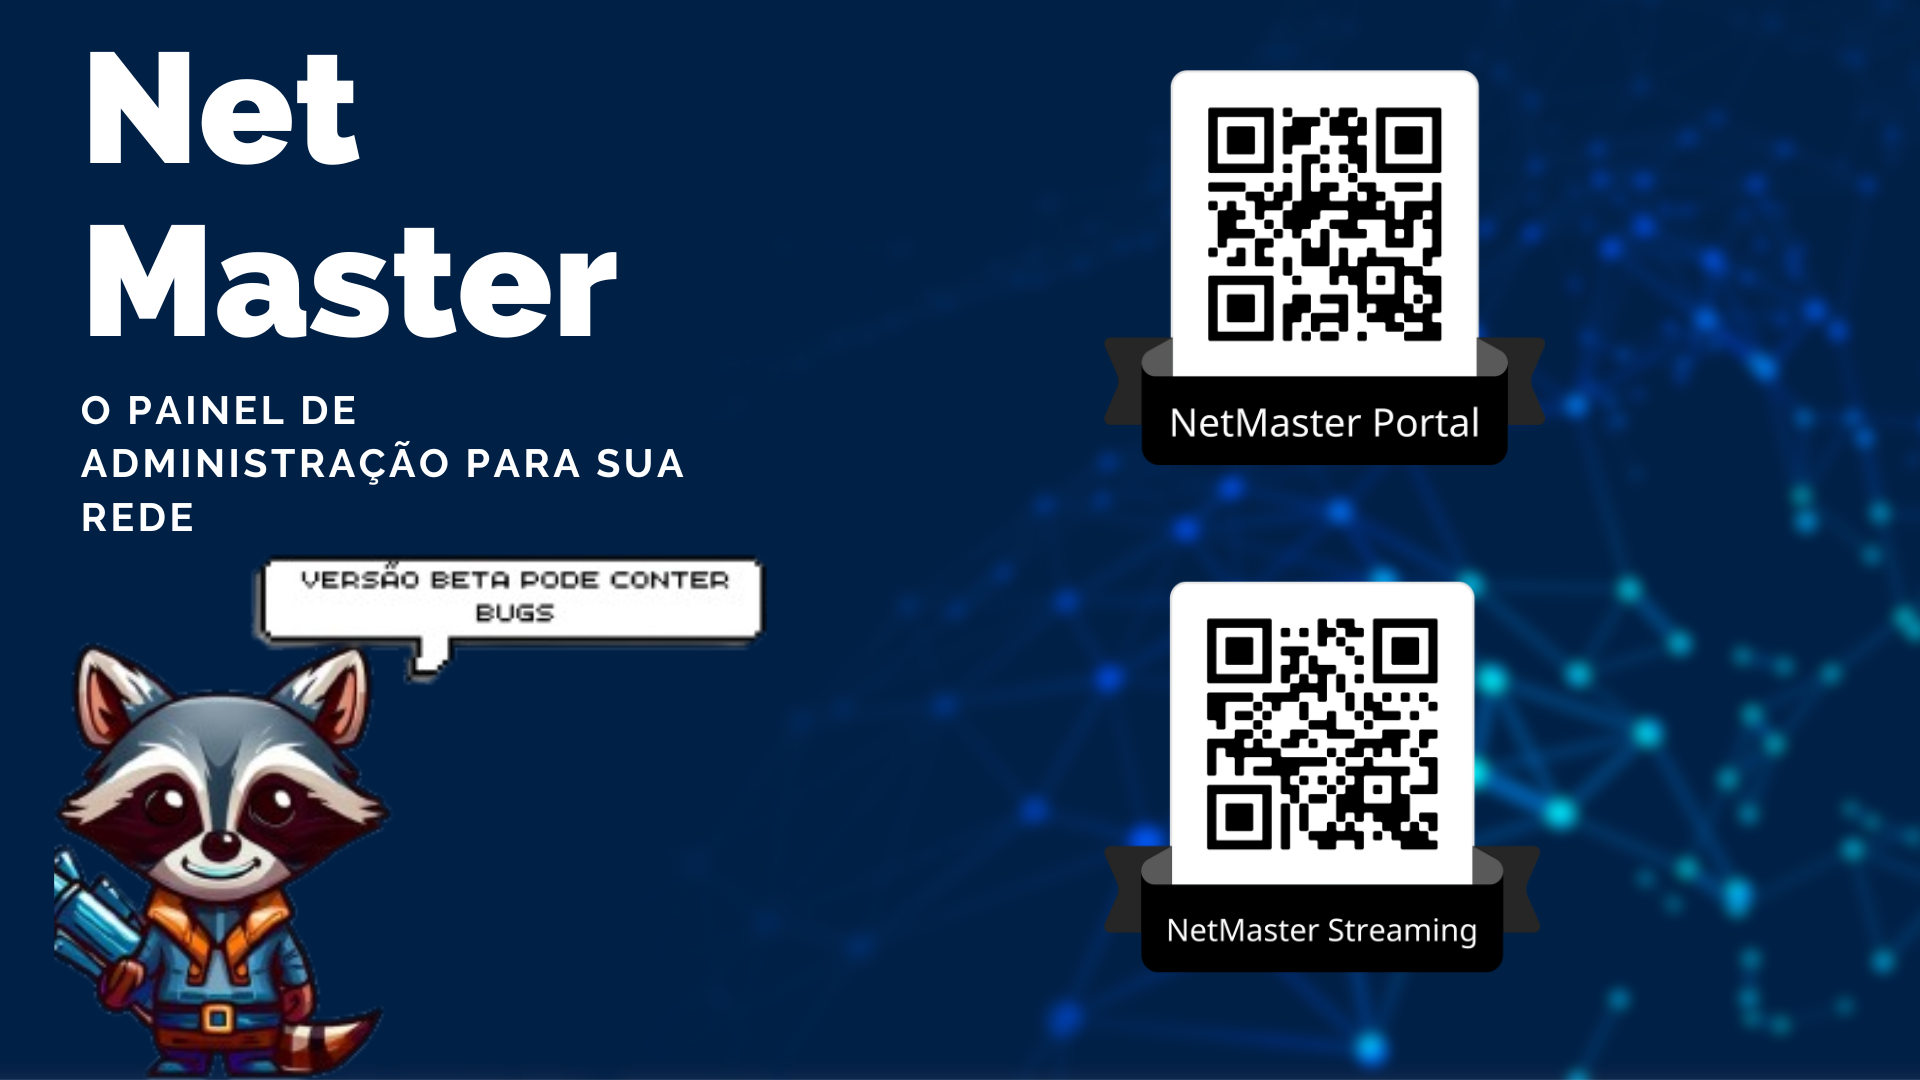 Net
Master
O PAINEL DE
ADMINISTRAÇÃO PARA SUA
REDE
VERSÃO BETA PODE CONTER
BUGS
NetMaster Portal
NetMaster Streaming